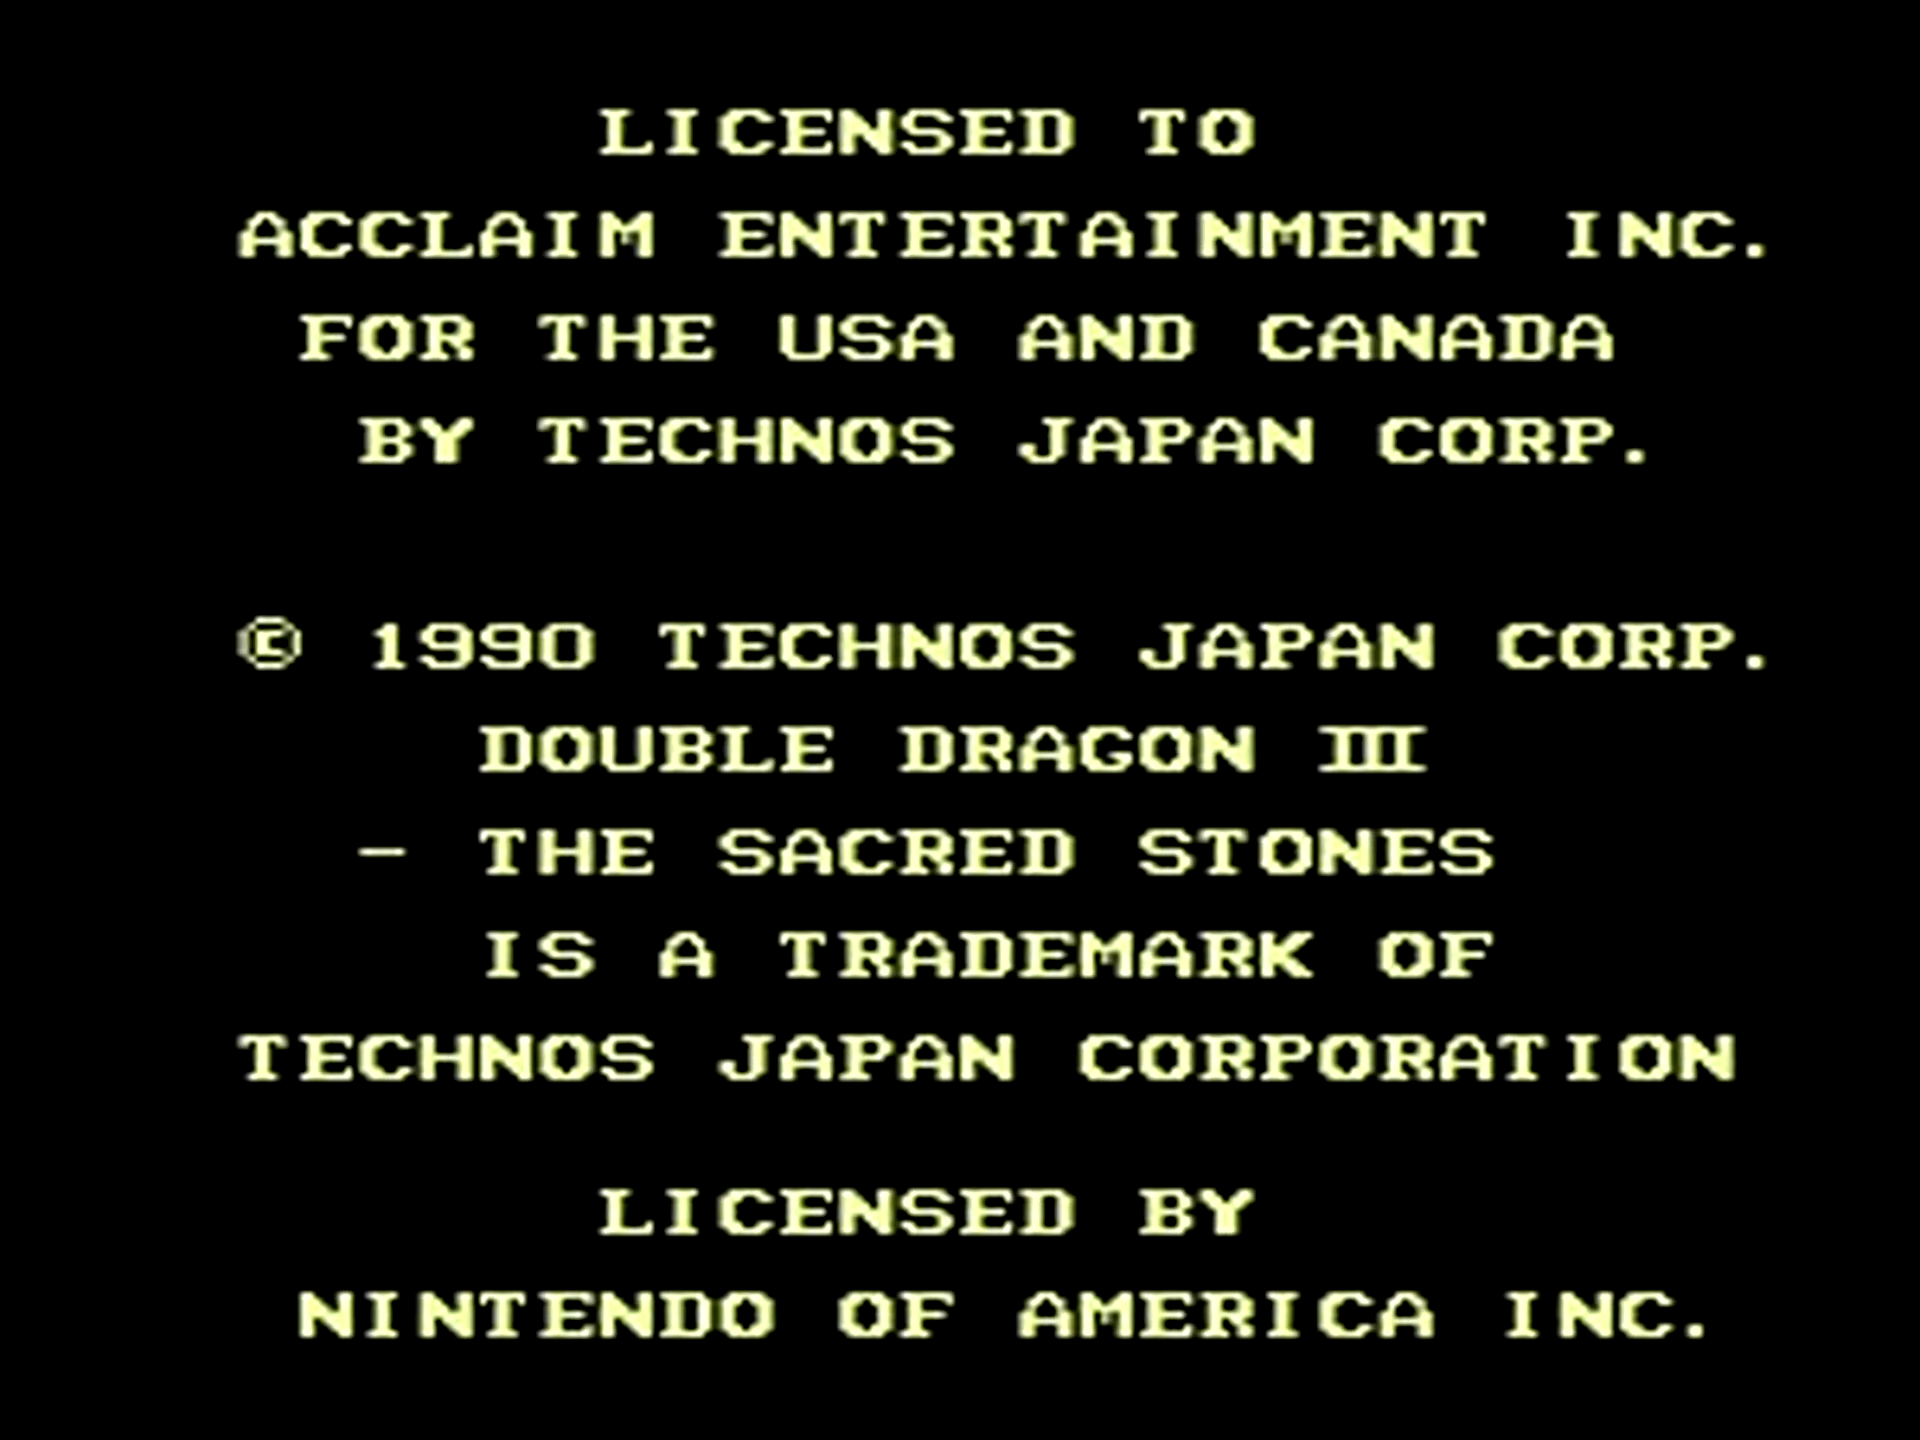 LICENSED TO
ACCLAIM ENTERTAINMENT INC.
FOR THE USA AND CANADA
BY TECHNOS JAPAN CORP.
© 1990 TECHNOS JAPAN CORP.
DOUBLE DRAGON III
- THE SACRED STONES
IS A TRADEMARK OF
TECHNOS JAPAN CORPORATION
LICENSED BY
NINTENDO OF AMERICA INC.